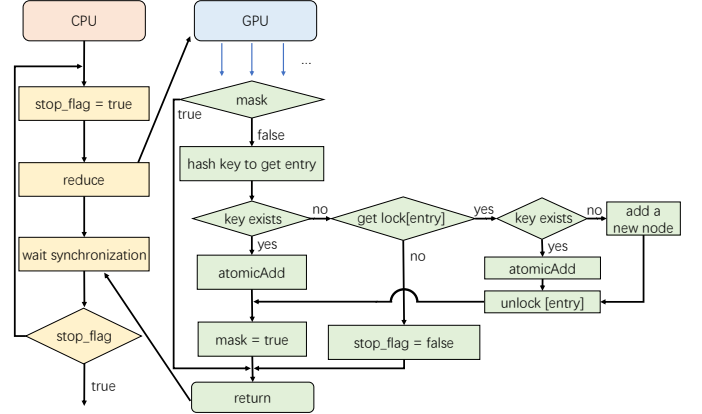 CPU
GPU
...
stop_flag = true
mask
true
false
reduce
hash key to get entry
key exists
no
get lock[entry]
yes
key exists
no
add a
new node
yes
no
yes
wait synchronization
atomicAdd
atomicAdd
unlock [entry]
stop_flag
mask = true
stop_flag = false
true
return